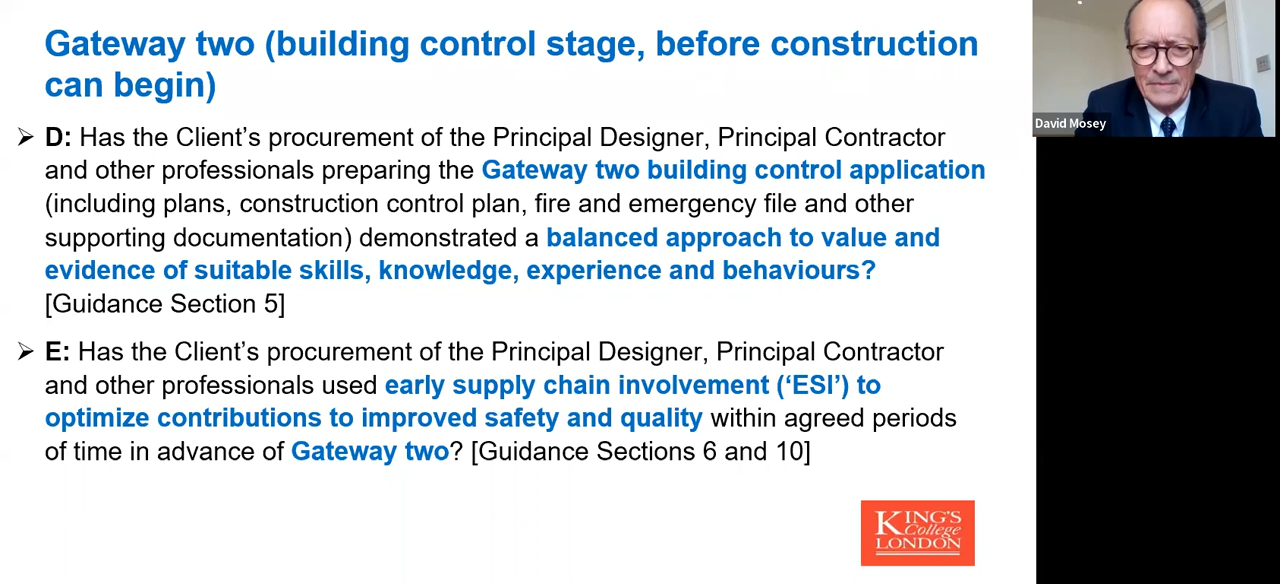 Gateway two (building control stage, before construction
can begin)
➢ D: Has the Client’s procurement of the Principal Designer, Principal Contractor
and other professionals preparing the Gateway two building control application
(including plans, construction control plan, fire and emergency file and other
supporting documentation) demonstrated a balanced approach to value and
evidence of suitable skills, knowledge, experience and behaviours?
[Guidance Section 5]
➢ E: Has the Client’s procurement of the Principal Designer, Principal Contractor
and other professionals used early supply chain involvement (‘ESI’) to
optimize contributions to improved safety and quality within agreed periods
of time in advance of Gateway two? [Guidance Sections 6 and 10]
KING'S
College
LONDON
David Mosey